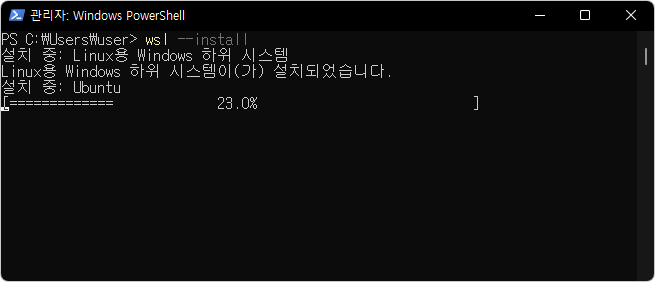 관리자: Windows PowerShell
PS C:₩Users₩user> wsl --install
설치 중: Linux용 Windows 하위 시스템
Linux용 Windows 하위 시스템이(가) 설치되었습니다.
설치 중: Ubuntu
[============= 23.0% ]